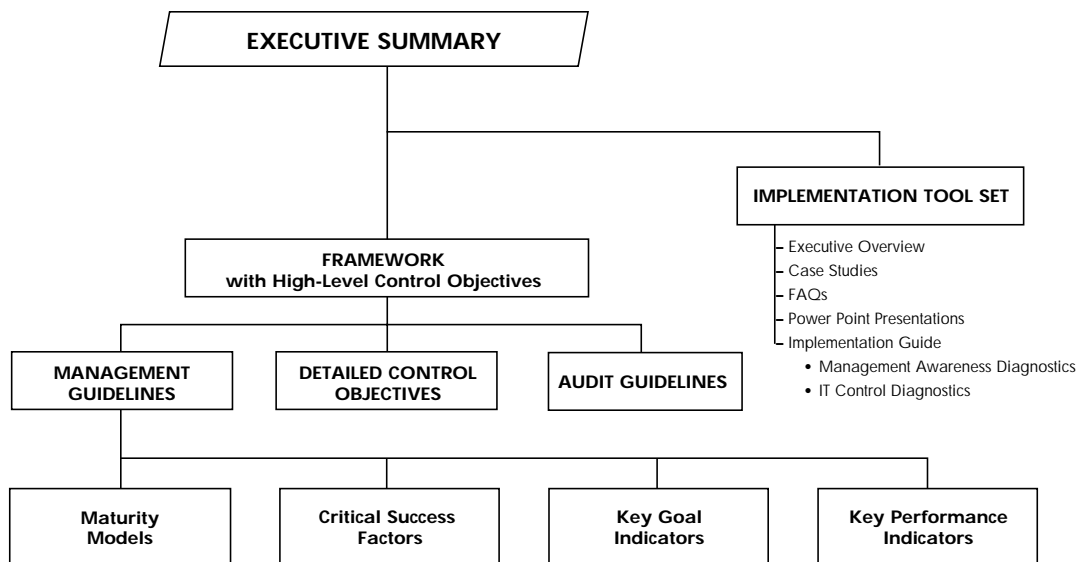 EXECUTIVE SUMMARY
IMPLEMENTATION TOOL SET
Executive Overview
Case Studies
FAQs
Power Point Presentations
Implementation Guide
• Management Awareness Diagnostics
• IT Control Diagnostics
FRAMEWORK
with High-Level Control Objectives
MANAGEMENT
GUIDELINES
DETAILED CONTROL
OBJECTIVES
AUDIT GUIDELINES
Maturity
Models
Critical Success
Factors
Key Goal
Indicators
Key Performance
Indicators